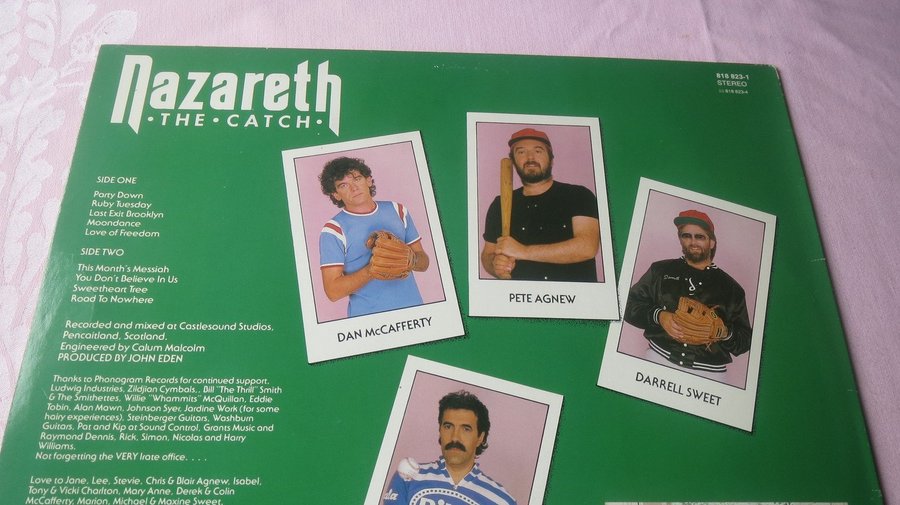 Nazareth
•THE•CATCH•
818 823-1
STEREO
818 823-4
SIDE ONE
Party Down
Ruby Tuesday
Last Exit Brooklyn
Moondance
Love of Freedom
SIDE TWO
This Month's Messiah
You Don't Believe In Us
Sweetheart Tree
Road To Nowhere
Recorded and mixed at Castlesound Studios,
Pencaitland, Scotland.
Engineered by Calum Malcolm
PRODUCED BY JOHN EDEN
Thanks to Phonogram Records for continued support,
Ludwig Industries, Zildjian Cymbals,, Bill "The Thrill" Smith
& The Smithettes, Willie "Whammits" McQuillan, Eddie
Tobin, Alan Mawn, Johnson Syer, Jardine Work (for some
hairy experiences), Steinberger Guitars, Washburn
Guitars, Pat and Kip at Sound Control, Grants Music and
Raymond Dennis, Rick, Simon, Nicolas and Harry
Williams.
Not forgetting the VERY Irate office. . . .
Love to Jane, Lee, Stevie, Chris & Blair Agnew, Isabel,
Tony & Vicki Charlton, Mary Anne, Derek & Colin
McCafferty, Marion, Michael & Maxine Sweet,
DAN McCAFFERTY
PETE AGNEW
DARRELL SWEET